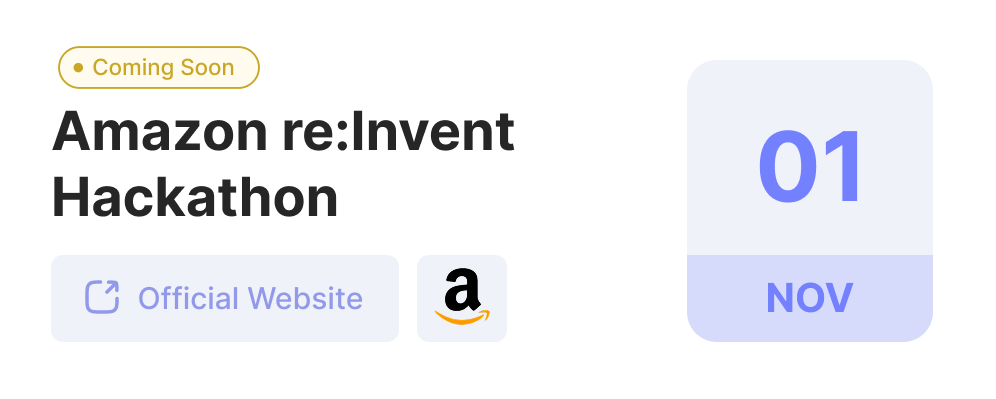 Coming Soon
Amazon re:Invent
Hackathon
Official Website
a
01
NOV